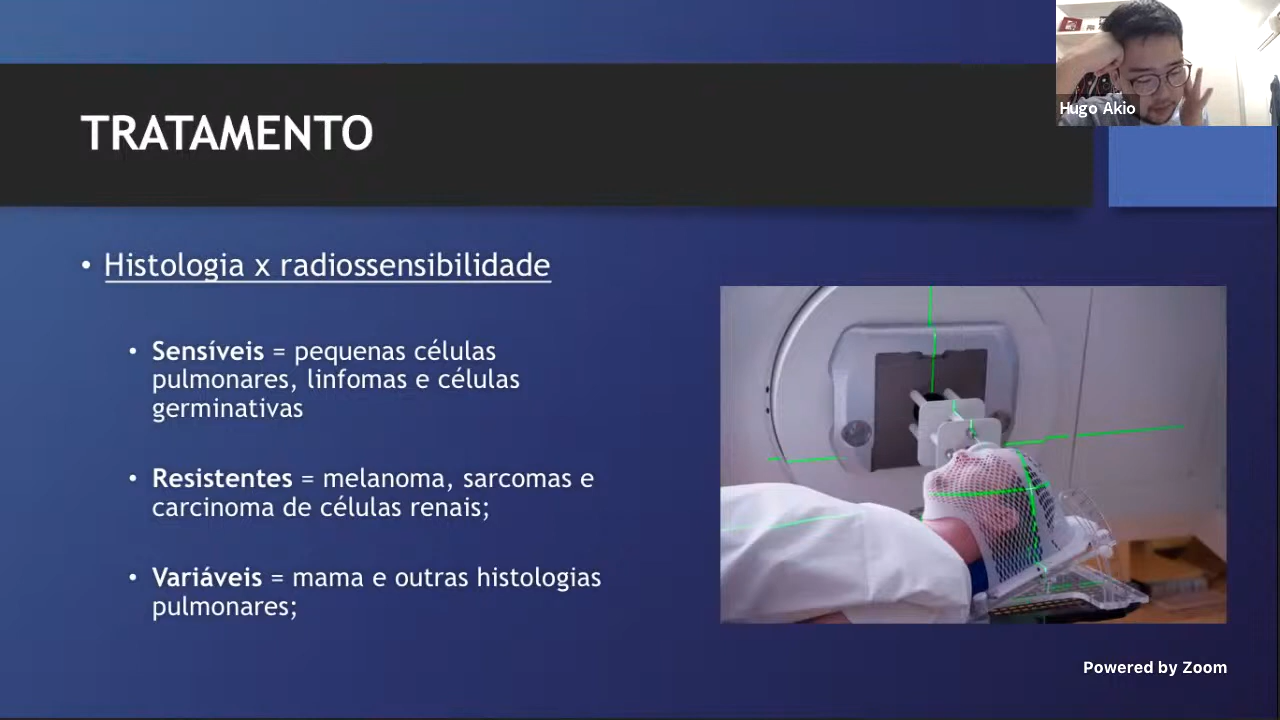 Hugo Akio
TRATAMENTO
• Histologia x radiossensibilidade
• Sensíveis = pequenas células
pulmonares, linfomas e células
germinativas
• Resistentes = melanoma, sarcomas e
carcinoma de células renais;
• Variáveis = mama e outras histologias
pulmonares;
Powered by Zoom